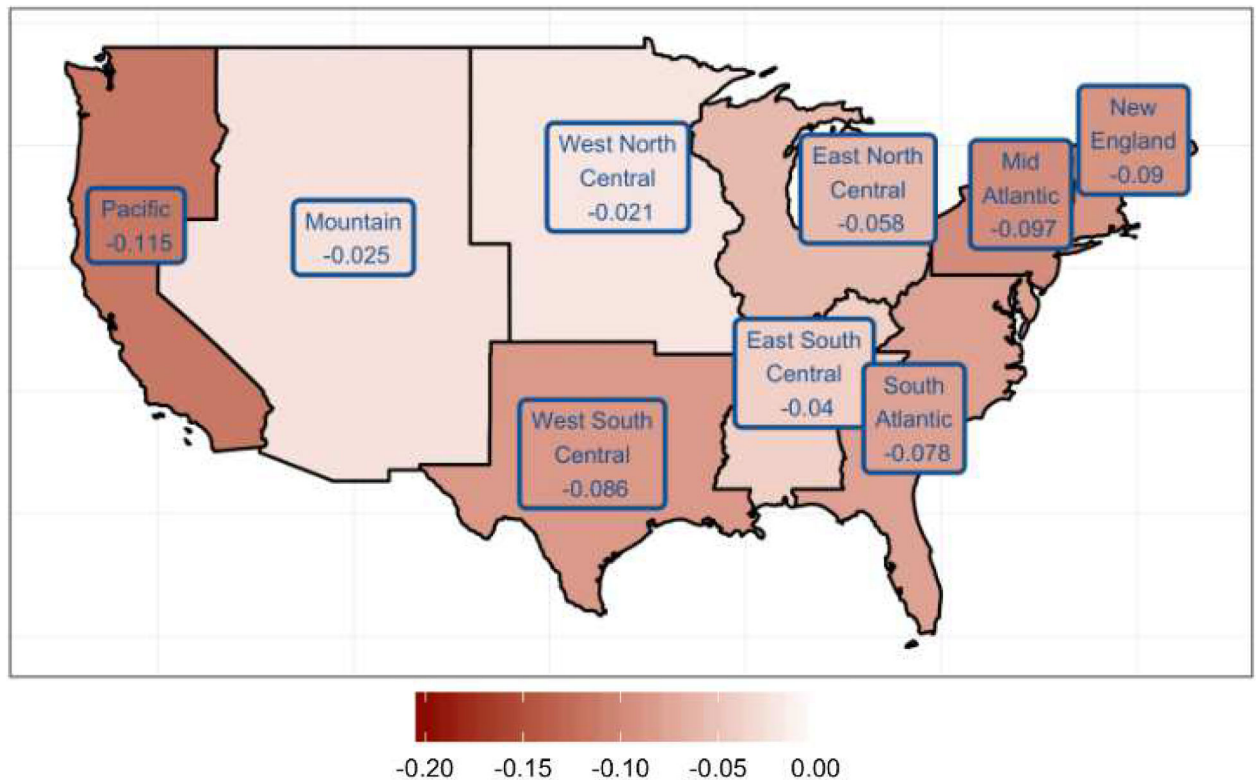 New
England
-0.09
Mid
Atlantic
-0.097
West North
Central
-0.021
East North
Central
-0.058
Pacific
-0.115
Mountain
-0.025
East South
Central
-0.04
South
Atlantic
-0.078
West South
Central
-0.086
-0.20 -0.15 -0.10 -0.05 0.00